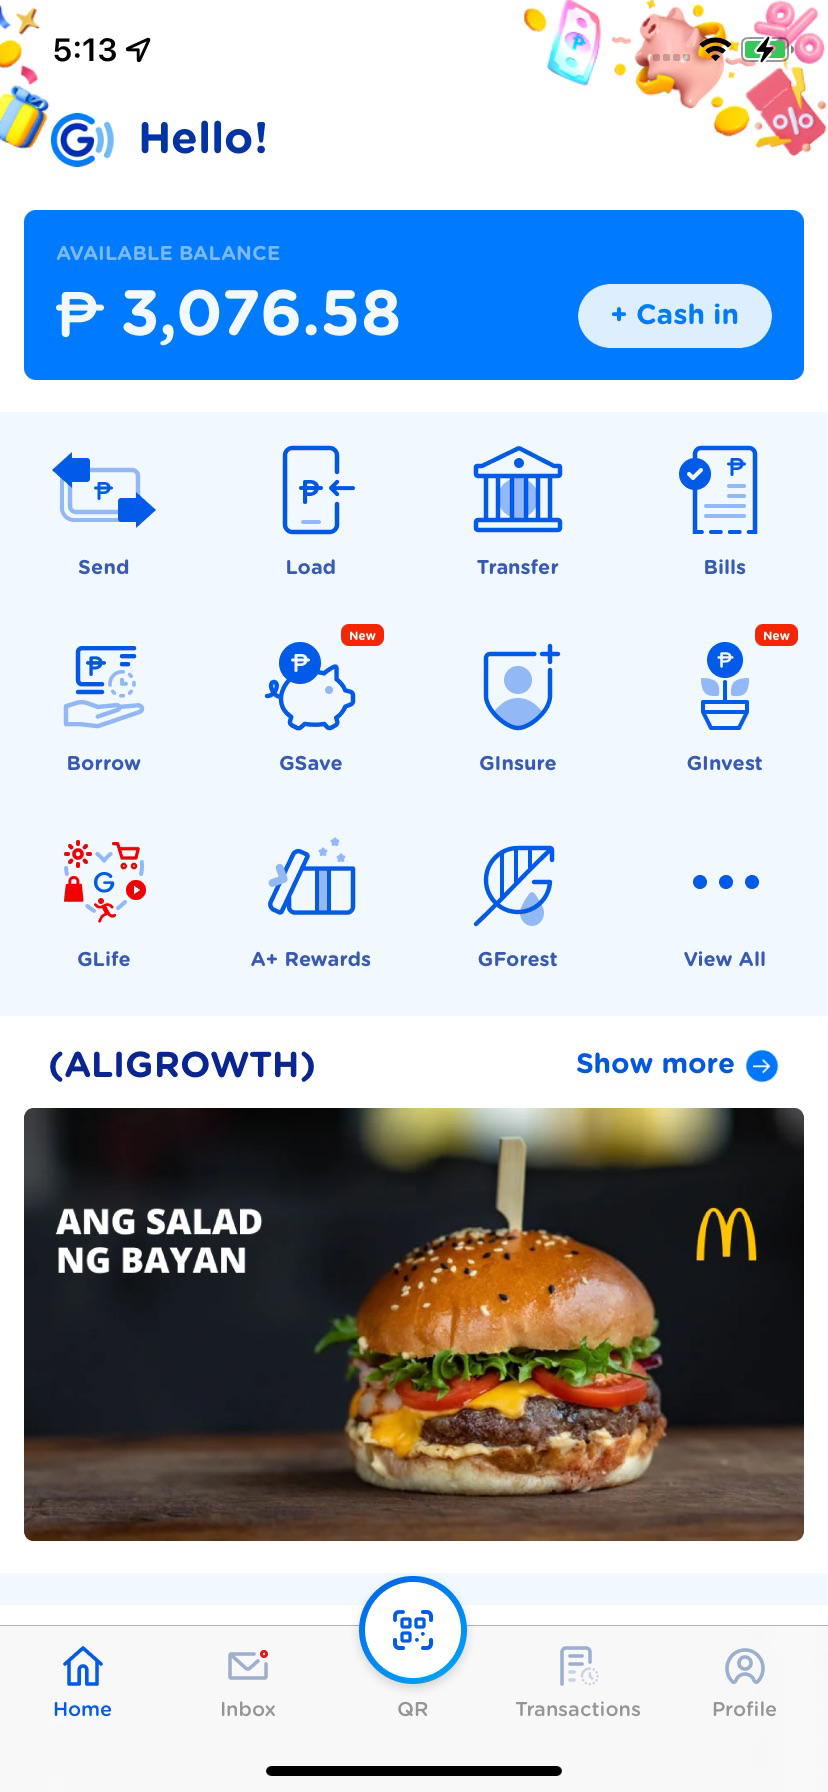 5:13
Hello!
AVAILABLE BALANCE
₱ 3,076.58
+ Cash in
Send
Load
Transfer
Bills
New
New
Borrow
GSave
GInsure
GInvest
GLife
A+ Rewards
GForest
View All
(ALIGROWTH)
Show more
ANG SALAD
NG BAYAN
Home
Inbox
QR
Transactions
Profile